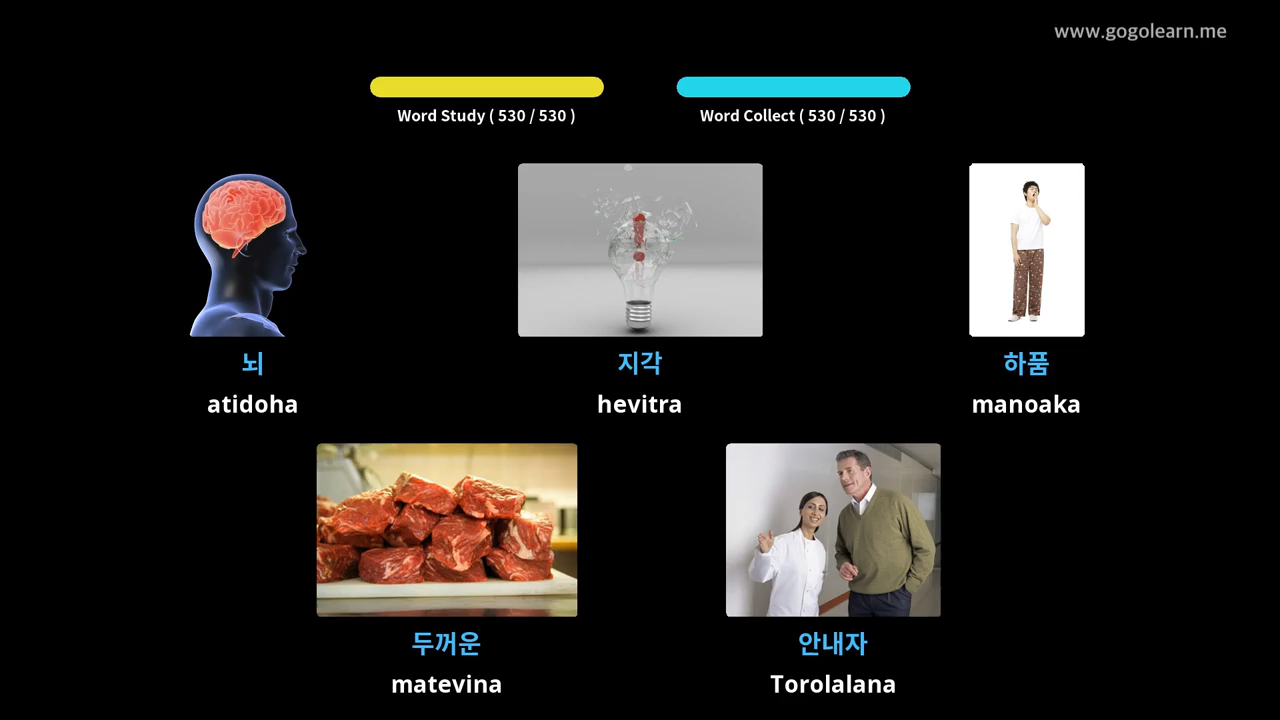 www.gogolearn.me
Word Study ( 530 / 530 )
Word Collect ( 530 / 530 )
뇌
atidoha
지각
hevitra
하품
manoaka
두꺼운
matevina
안내자
Torolalana